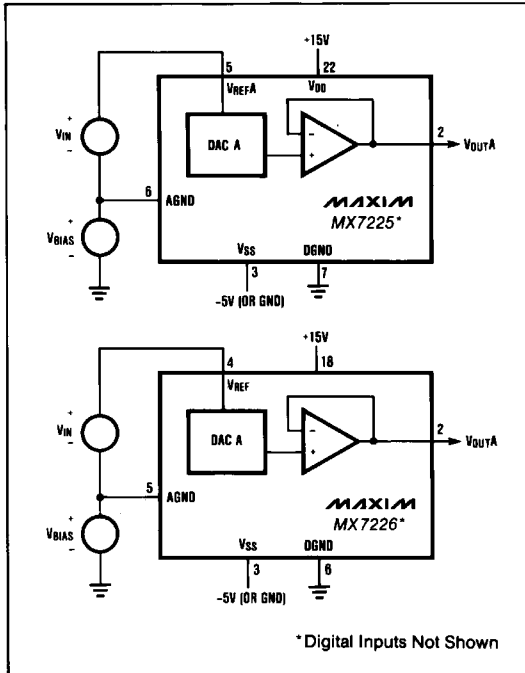 +15V
5
22
VREFA
VDD
+
VIN
-
DAC A
-
+
2
VOUTA
6
AGND
MAXIM
MX7225*
+
VBIAS
-
VSS
DGND
3
7
-5V (OR GND)
+15V
4
18
VREF
+
VIN
-
DAC A
-
+
2
VOUTA
5
AGND
MAXIM
MX7226*
+
VBIAS
-
VSS
DGND
3
6
-5V (OR GND)
*Digital Inputs Not Shown